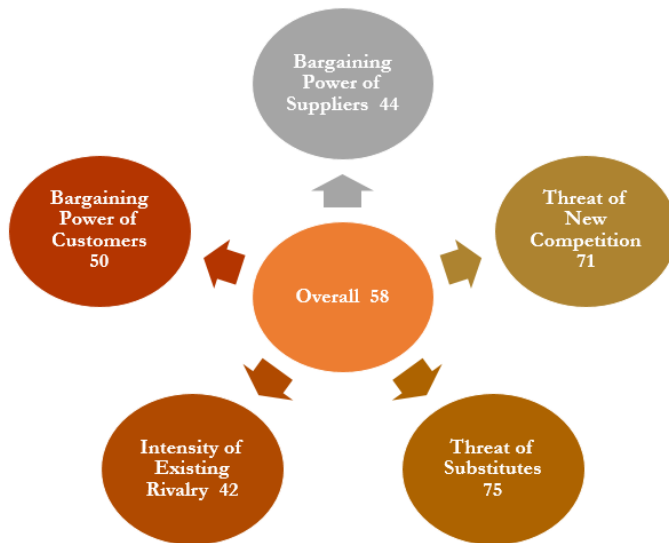 Bargaining
Power of
Suppliers 44
Bargaining
Power of
Customers
50
Threat of
New
Competition
71
Overall 58
Intensity of
Existing
Rivalry 42
Threat of
Substitutes
75